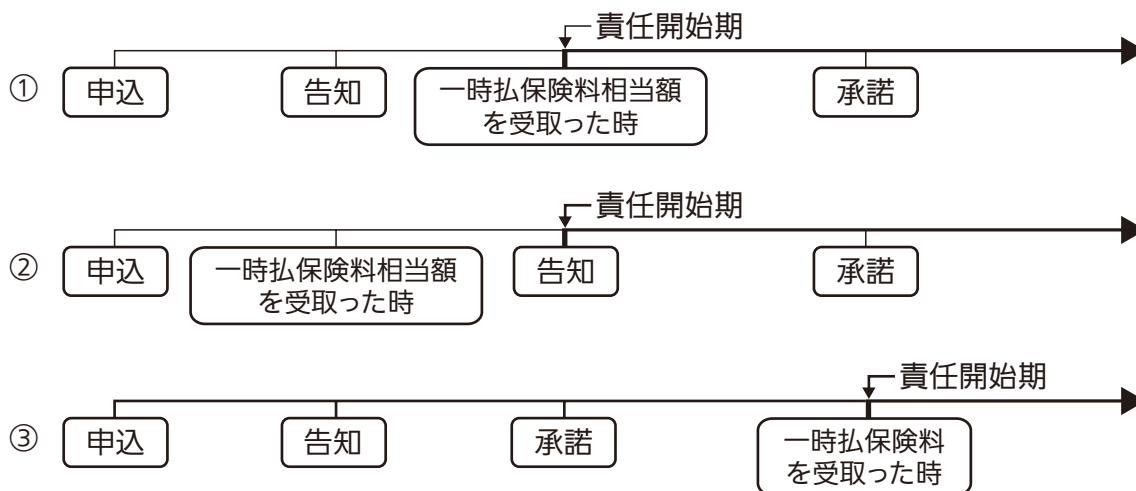 責任開始期
① 申込 告知 一時払保険料相当額 承諾
を受取った時
責任開始期
② 申込 一時払保険料相当額 告知 承諾
を受取った時
責任開始期
③ 申込 告知 承諾 一時払保険料
を受取った時